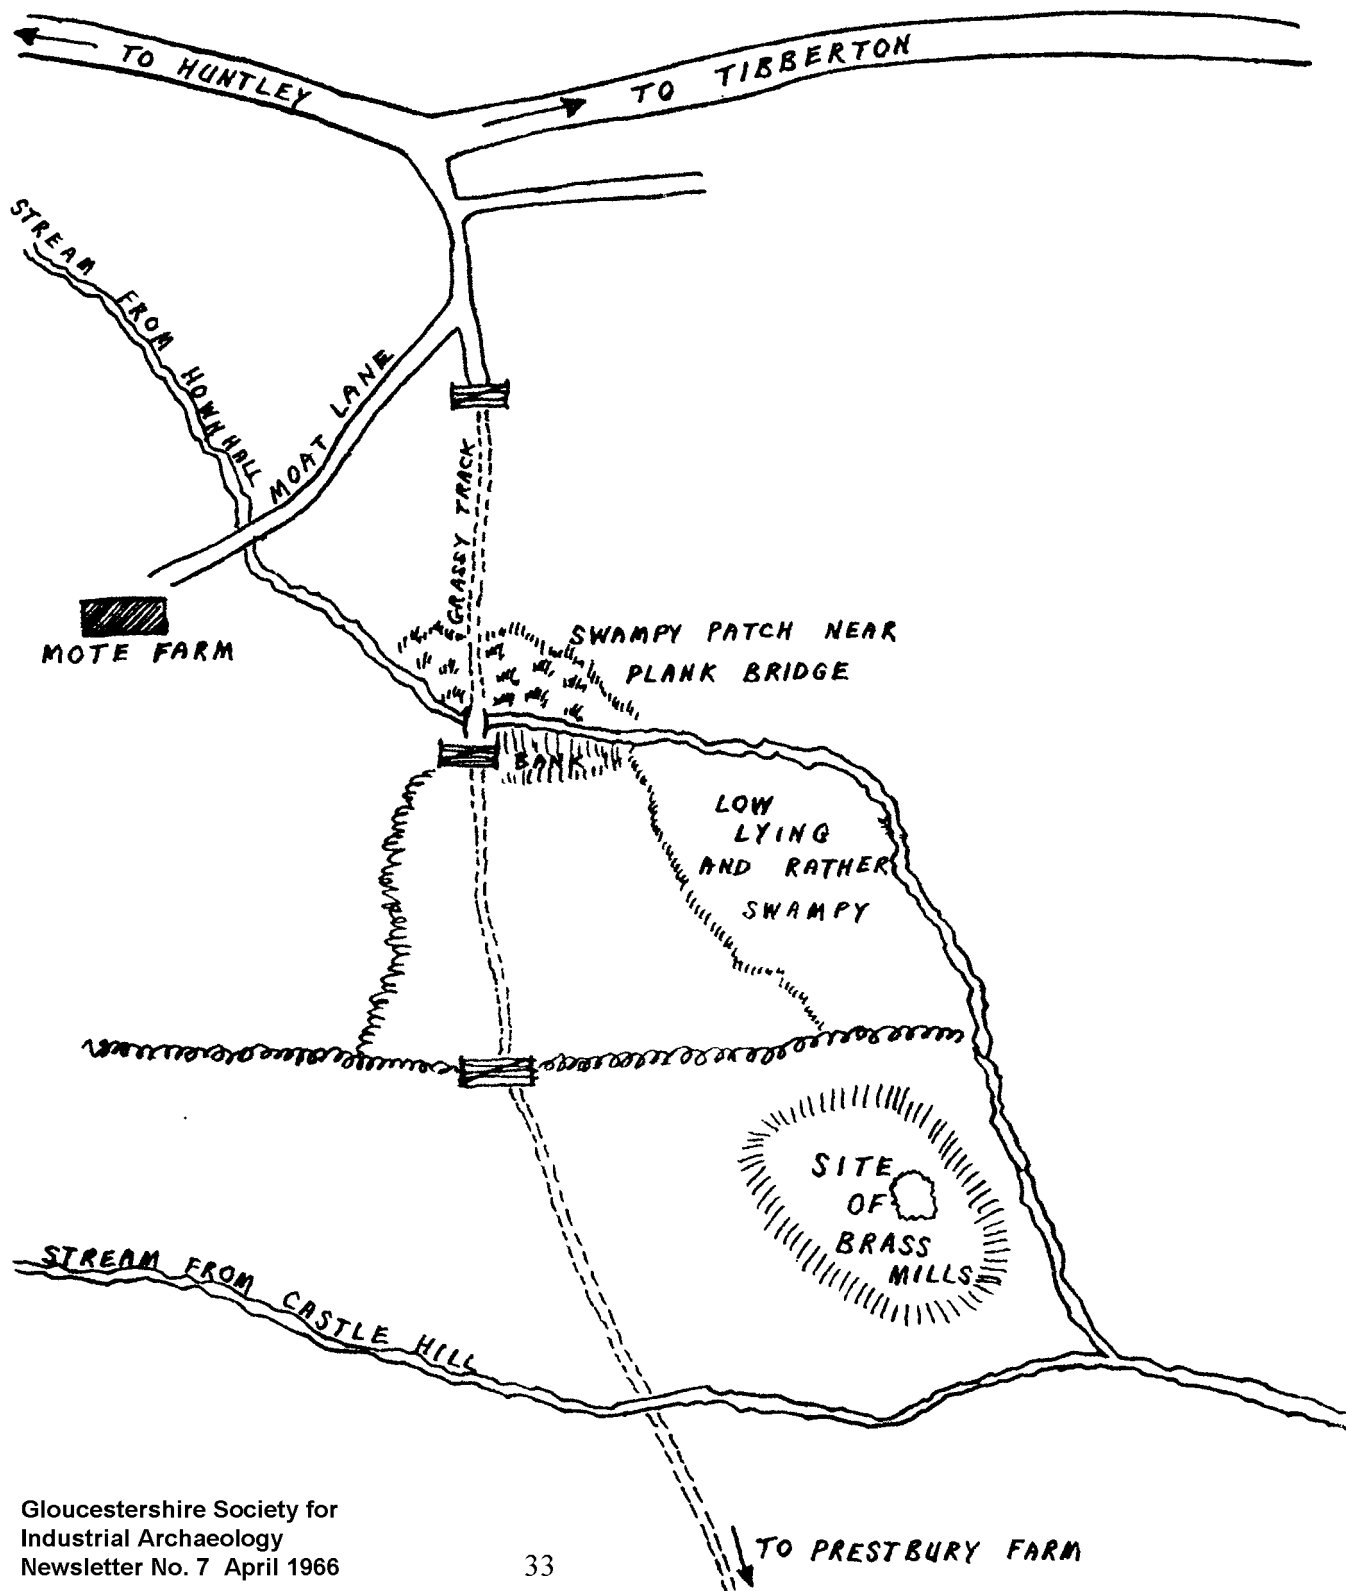 TO HUNTLEY
TO TIBBERTON
STREAM FROM HOWNHALL
MOAT LANE
GRASSY TRACK
MOTE FARM
SWAMPY PATCH NEAR
PLANK BRIDGE
BANK
LOW
LYING
AND RATHER
SWAMPY
SITE
OF
BRASS
MILLS
STREAM FROM CASTLE HILL
TO PRESTBURY FARM
Gloucestershire Society for
Industrial Archaeology
Newsletter No. 7 April 1966
33